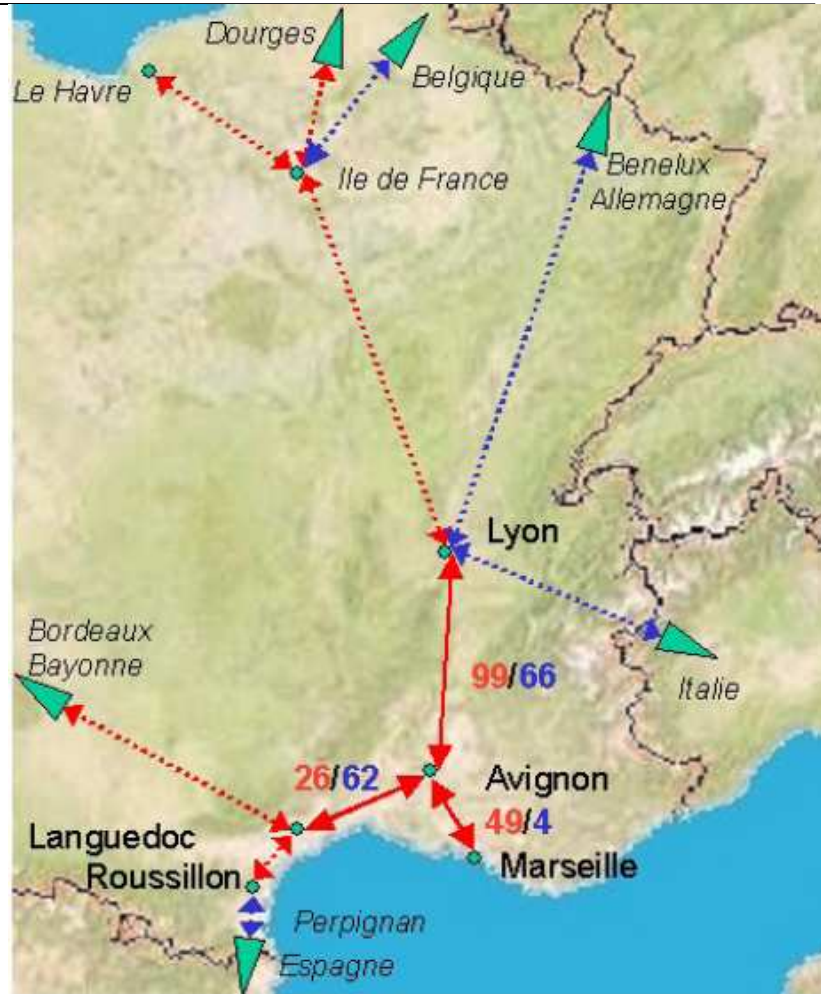 Dourges
Belgique
Le Havre
Ile de France
Benelux
Allemagne
Lyon
Bordeaux
Bayonne
99/66
Italie
26/62
Avignon
49/4
Languedoc
Roussillon
Marseille
Perpignan
Espagne